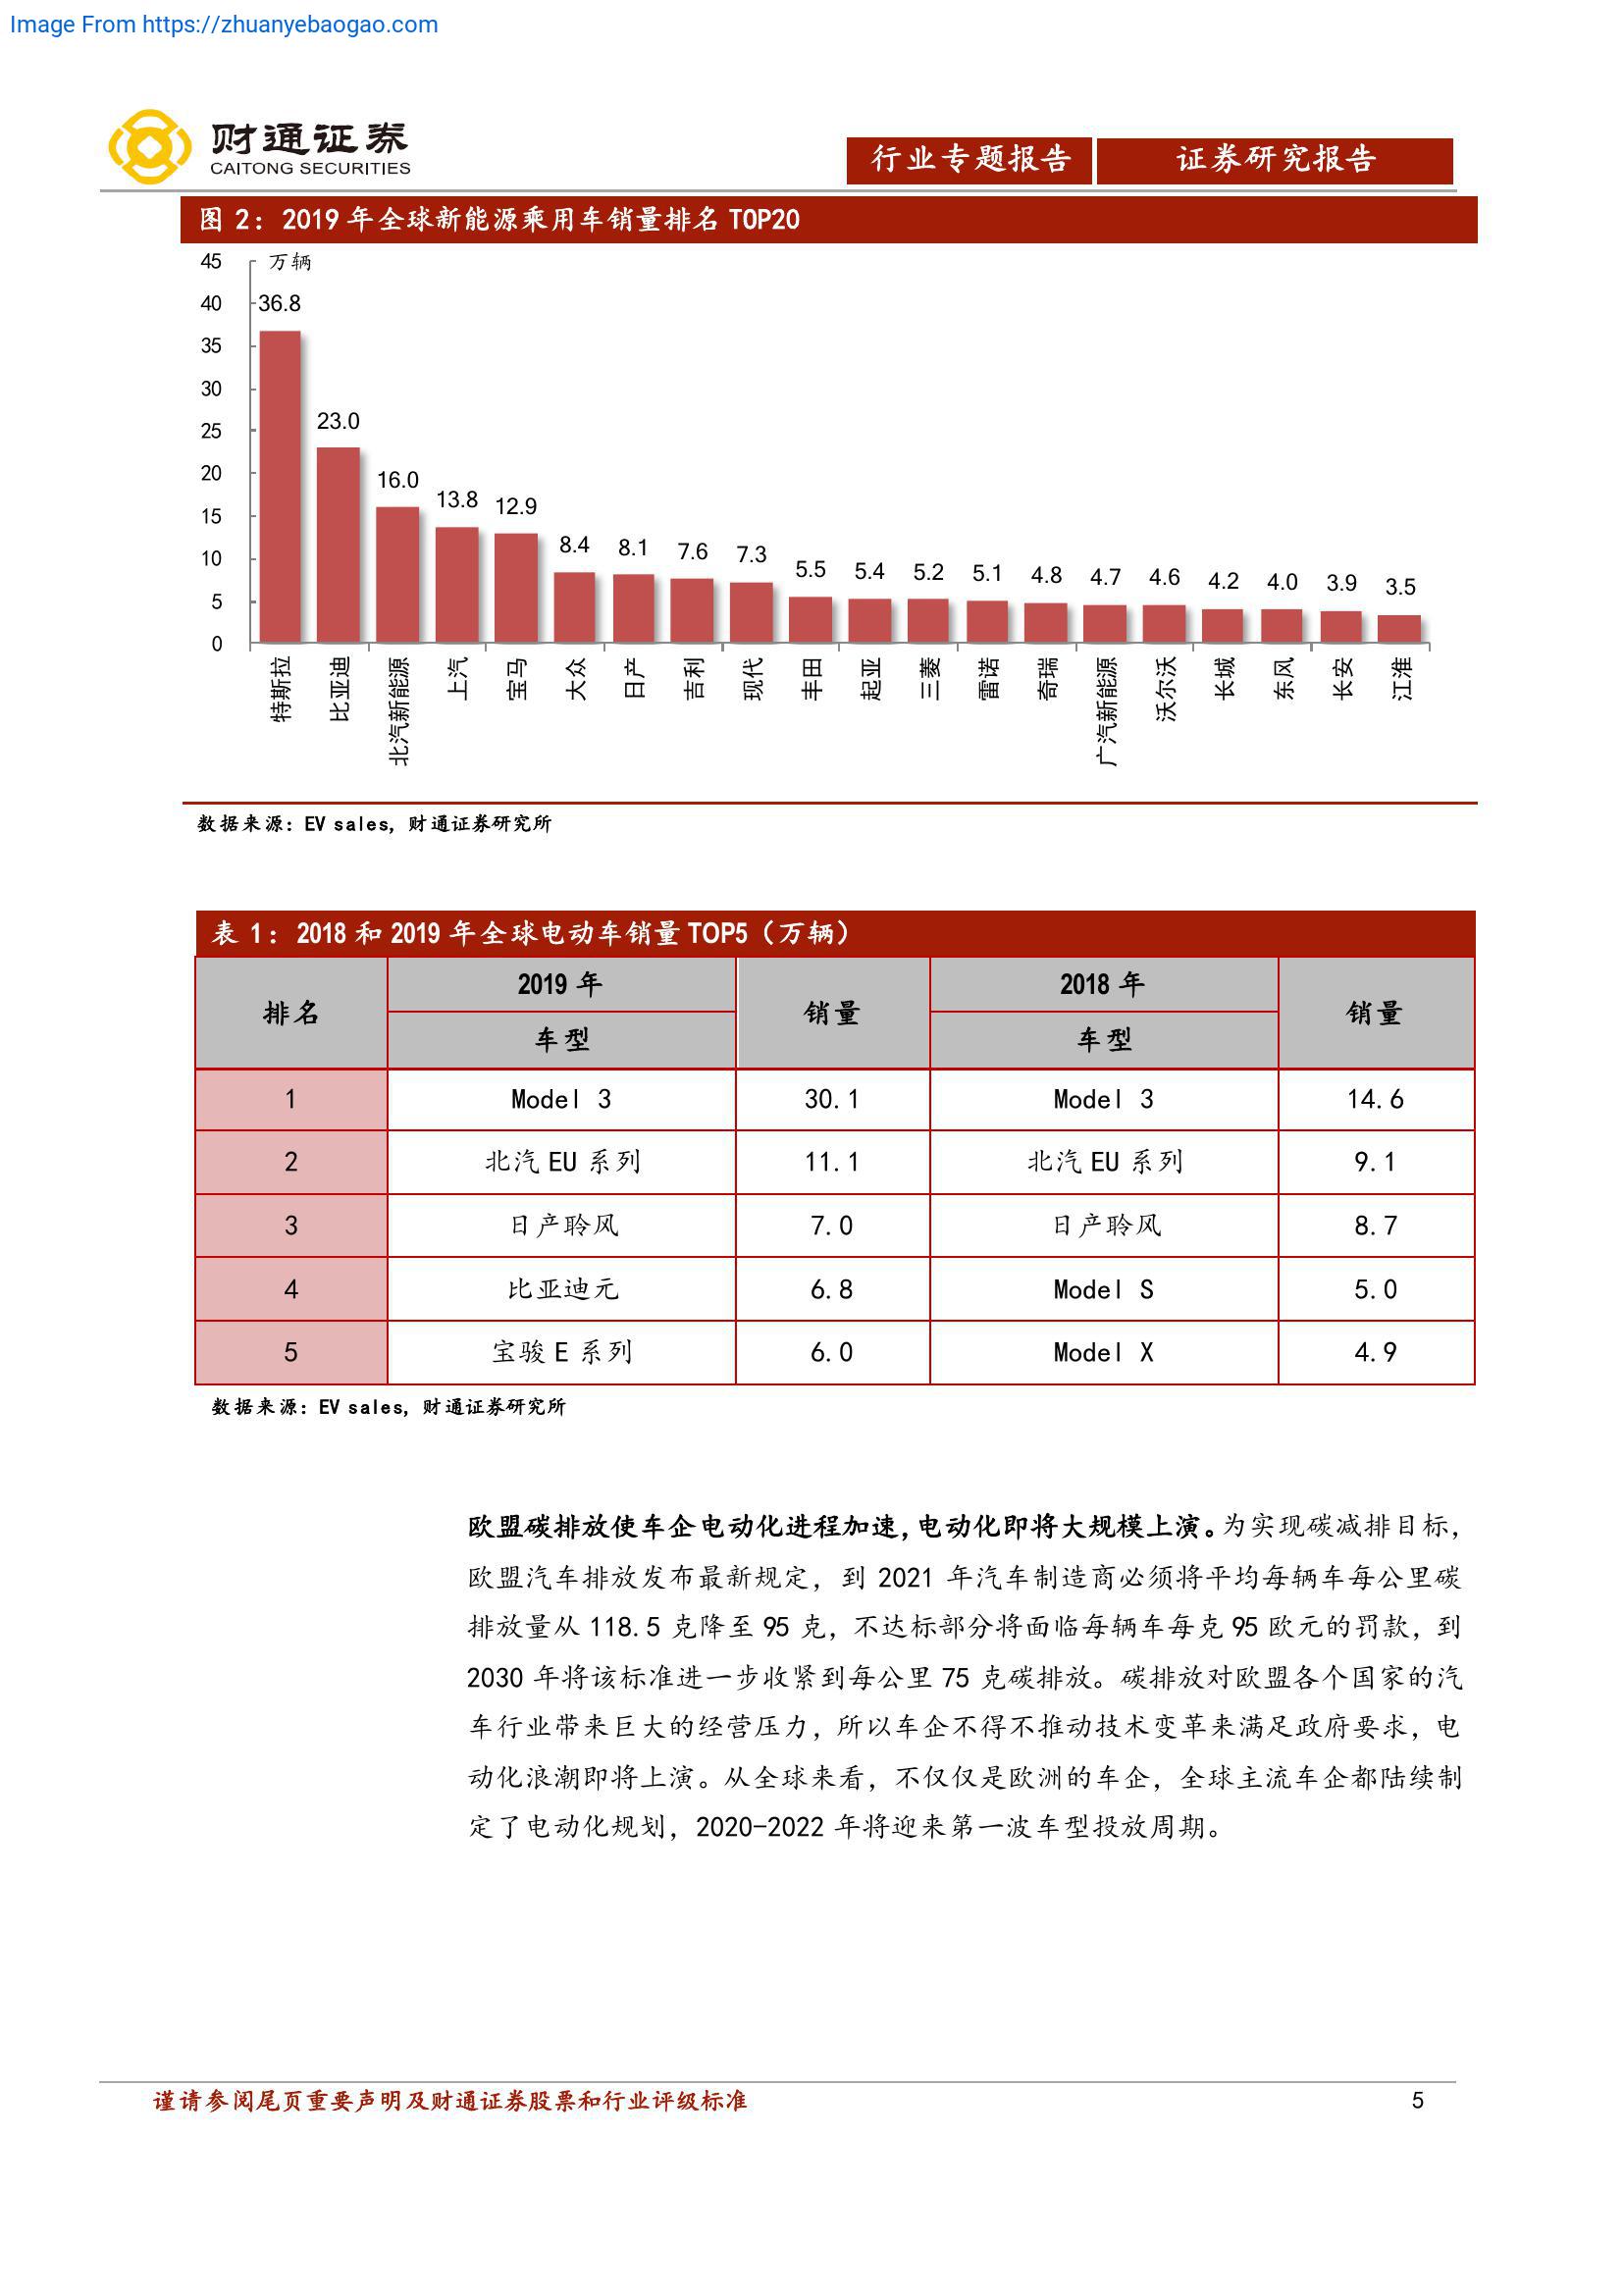 Image From https://zhuanyebaogao.com
财通证券
CAITONG SECURITIES
行业专题报告
证券研究报告
图 2：2019 年全球新能源乘用车销量排名 TOP20
万辆
45
40
35
30
25
20
15
10
5
0
36.8
23.0
16.0
13.8
12.9
8.4
8.1
7.6
7.3
5.5
5.4
5.2
5.1
4.8
4.7
4.6
4.2
4.0
3.9
3.5
特斯拉
比亚迪
北汽新能源
上汽
宝马
大众
日产
吉利
现代
丰田
起亚
三菱
雷诺
奇瑞
广汽新能源
沃尔沃
长城
东风
长安
江淮
数据来源：EV sales，财通证券研究所
表 1：2018 和 2019 年全球电动车销量 TOP5（万辆）
排名 2019 年 销量 2018 年 销量
车型 车型
1 Model 3 30.1 Model 3 14.6
2 北汽 EU 系列 11.1 北汽 EU 系列 9.1
3 日产聆风 7.0 日产聆风 8.7
4 比亚迪元 6.8 Model S 5.0
5 宝骏 E 系列 6.0 Model X 4.9
数据来源：EV sales，财通证券研究所
欧盟碳排放使车企电动化进程加速，电动化即将大规模上演。为实现碳减排目标，
欧盟汽车排放发布最新规定，到 2021 年汽车制造商必须将平均每辆车每公里碳
排放量从 118.5 克降至 95 克，不达标部分将面临每辆车每克 95 欧元的罚款，到
2030 年将该标准进一步收紧到每公里 75 克碳排放。碳排放对欧盟各个国家的汽
车行业带来巨大的经营压力，所以车企不得不推动技术变革来满足政府要求，电
动化浪潮即将上演。从全球来看，不仅仅是欧洲的车企，全球主流车企都陆续制
定了电动化规划，2020-2022 年将迎来第一波车型投放周期。
谨请参阅尾页重要声明及财通证券股票和行业评级标准
5